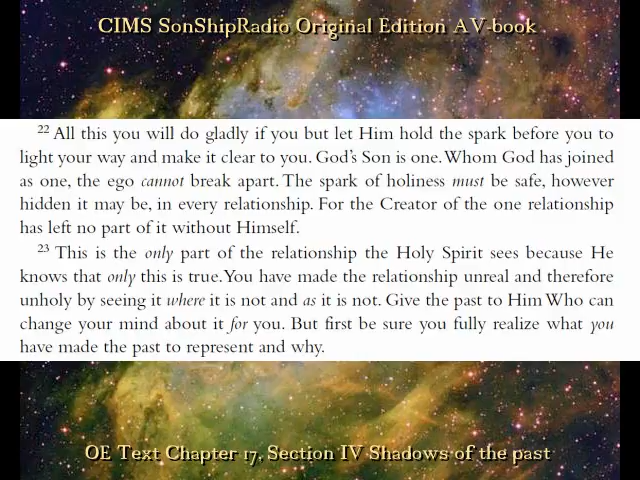 CIMS SonShipRadio Original Edition AV-book
22 All this you will do gladly if you but let Him hold the spark before you to
light your way and make it clear to you. God's Son is one. Whom God has joined
as one, the ego cannot break apart. The spark of holiness must be safe, however
hidden it may be, in every relationship. For the Creator of the one relationship
has left no part of it without Himself.
23 This is the only part of the relationship the Holy Spirit sees because He
knows that only this is true. You have made the relationship unreal and therefore
unholy by seeing it where it is not and as it is not. Give the past to Him Who can
change your mind about it for you. But first be sure you fully realize what you
have made the past to represent and why.
OE Text Chapter 17, Section IV Shadows of the past